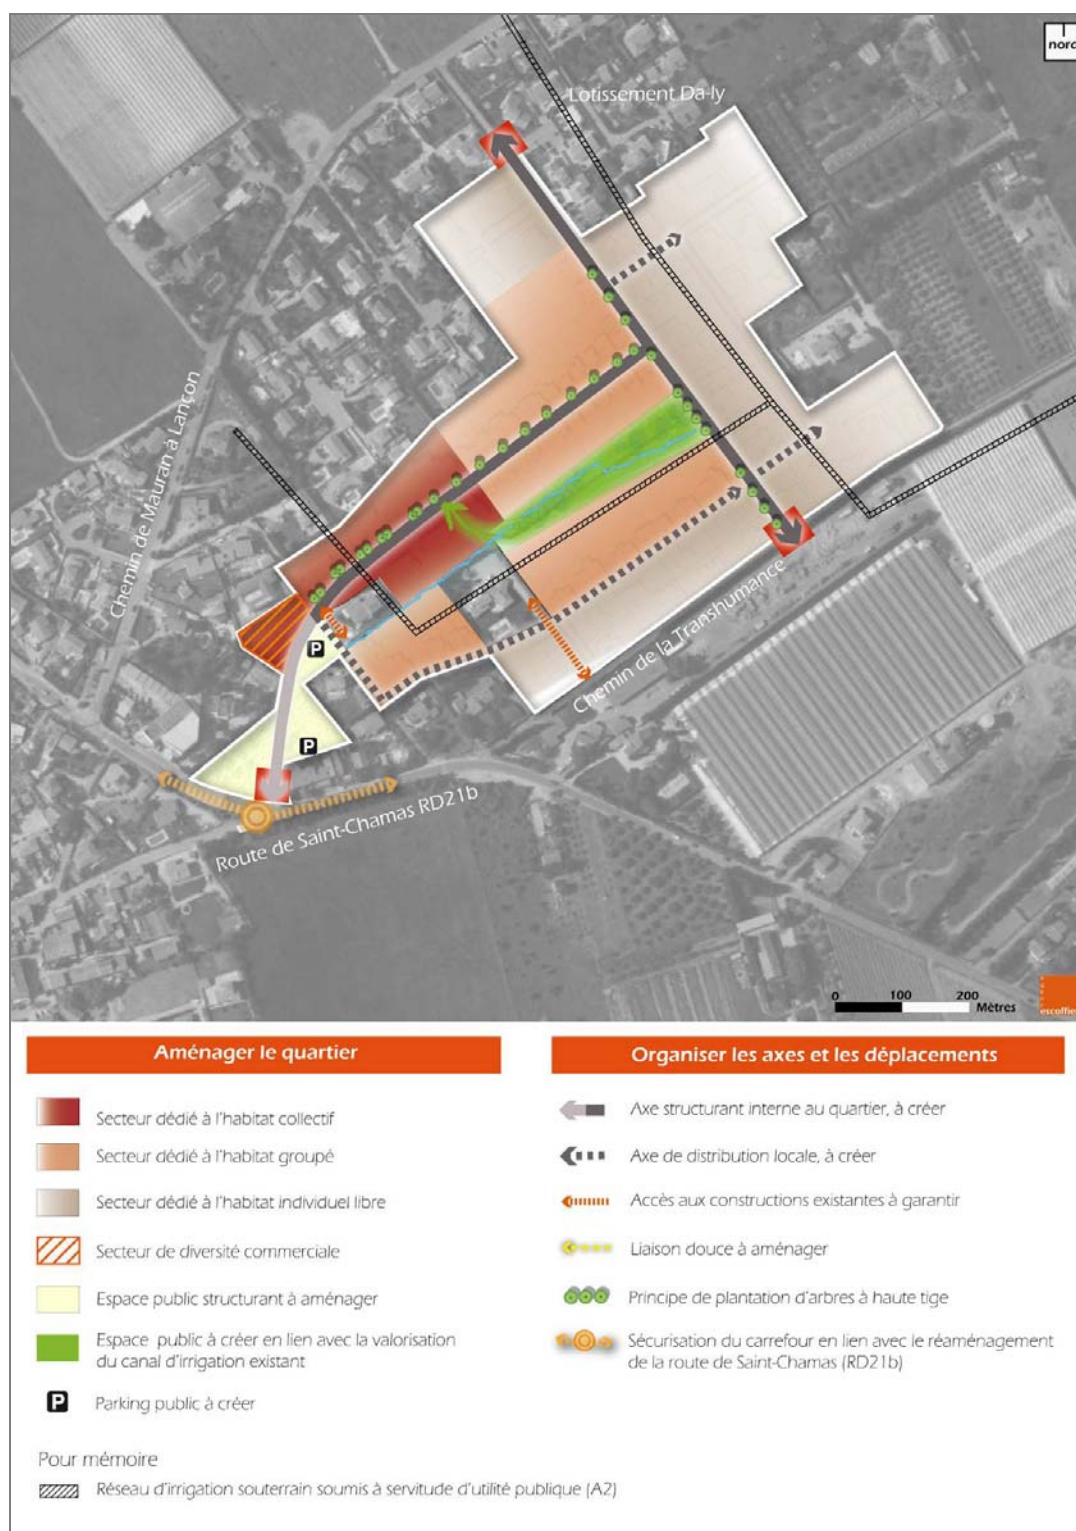 nord
Lotissement Da-ly
Chemin de Mauran à Lançon
P
Chemin de la Transhumance
P
Route de Saint-Chamas RD21b
0 100 200
Mètres
escoffier
Aménager le quartier
Secteur dédié à l'habitat collectif
Secteur dédié à l'habitat groupé
Secteur dédié à l'habitat individuel libre
Secteur de diversité commerciale
Espace public structurant à aménager
Espace public à créer en lien avec la valorisation
du canal d'irrigation existant
P Parking public à créer
Pour mémoire
Réseau d'irrigation souterrain soumis à servitude d'utilité publique (A2)
Organiser les axes et les déplacements
Axe structurant interne au quartier, à créer
Axe de distribution locale, à créer
Accès aux constructions existantes à garantir
Liaison douce à aménager
Principe de plantation d'arbres à haute tige
Sécurisation du carrefour en lien avec le réaménagement
de la route de Saint-Chamas (RD21b)